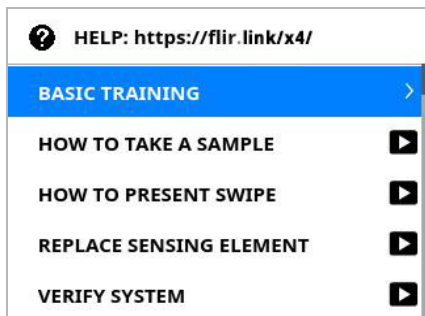 HELP: https://flir.link/x4/
BASIC TRAINING
HOW TO TAKE A SAMPLE
HOW TO PRESENT SWIPE
REPLACE SENSING ELEMENT
VERIFY SYSTEM